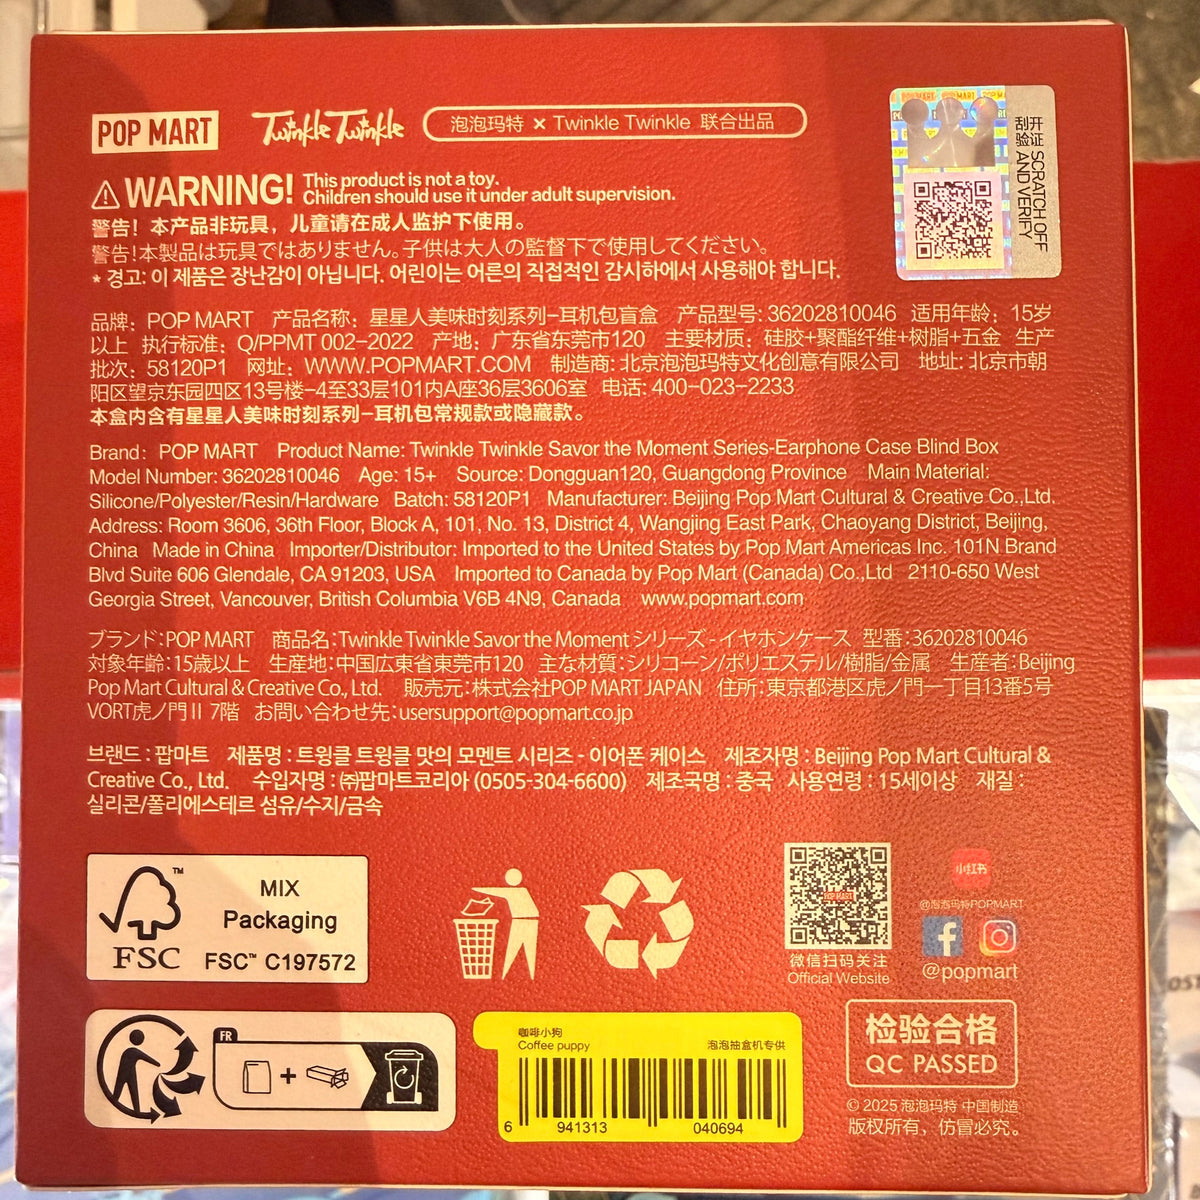 POP MART
Twinkle Twinkle
泡泡玛特 × Twinkle Twinkle 联合出品
POP MART
刮开验证 SCRATCH OFF AND VERIFY
WARNING! This product is not a toy.
Children should use it under adult supervision.
警告！本产品非玩具，儿童请在成人监护下使用。
警告!本製品は玩具ではありません。子供は大人の監督下で使用してください。
* 경고: 이 제품은 장난감이 아닙니다. 어린이는 어른의 직접적인 감시하에서 사용해야 합니다.
品牌：POP MART 产品名称：星星人美味时刻系列-耳机包盲盒 产品型号：36202810046 适用年龄：15岁
以上 执行标准：Q/PPMT 002-2022 产地：广东省东莞市120 主要材质：硅胶+聚酯纤维+树脂+五金 生产
批次：58120P1 网址：WWW.POPMART.COM 制造商：北京泡泡玛特文化创意有限公司 地址：北京市朝
阳区望京东园四区13号楼-4至33层101内A座36层3606室 电话：400-023-2233
本盒内含有星星人美味时刻系列-耳机包常规款或隐藏款。
Brand: POP MART Product Name: Twinkle Twinkle Savor the Moment Series-Earphone Case Blind Box
Model Number: 36202810046 Age: 15+ Source: Dongguan120, Guangdong Province Main Material:
Silicone/Polyester/Resin/Hardware Batch: 58120P1 Manufacturer: Beijing Pop Mart Cultural & Creative Co.,Ltd.
Address: Room 3606, 36th Floor, Block A, 101, No. 13, District 4, Wangjing East Park, Chaoyang District, Beijing,
China Made in China Importer/Distributor: Imported to the United States by Pop Mart Americas Inc. 101N Brand
Blvd Suite 606 Glendale, CA 91203, USA Imported to Canada by Pop Mart (Canada) Co.,Ltd 2110-650 West
Georgia Street, Vancouver, British Columbia V6B 4N9, Canada www.popmart.com
ブランド:POP MART 商品名:Twinkle Twinkle Savor the Moment シリーズ - イヤホンケース 型番:36202810046
対象年齢:15歳以上 生産地:中国広東省東莞市120 主な材質:シリコーン/ポリエステル/樹脂/金属 生産者:Beijing
Pop Mart Cultural & Creative Co., Ltd. 販売元:株式会社POP MART JAPAN 住所:東京都港区虎ノ門一丁目13番5号
VORT虎ノ門Ⅱ 7階 お問い合わせ先:usersupport@popmart.co.jp
브랜드 : 팝마트 제품명 : 트윙클 트윙클 맛의 모멘트 시리즈 - 이어폰 케이스 제조자명 : Beijing Pop Mart Cultural &
Creative Co., Ltd. 수입자명 : ㈜팝마트코리아 (0505-304-6600) 제조국명 : 중국 사용연령 : 15세이상 재질 :
실리콘/폴리에스테르 섬유/수지/금속
FSC™
MIX
Packaging
FSC™ C197572
POP MART
微信扫码关注
Official Website
小红书
@泡泡玛特POPMART
@popmart
FR
咖啡小狗
Coffee puppy
泡泡抽盒机专供
6 941313 040694
检验合格
QC PASSED
© 2025 泡泡玛特 中国制造
版权所有，仿冒必究。